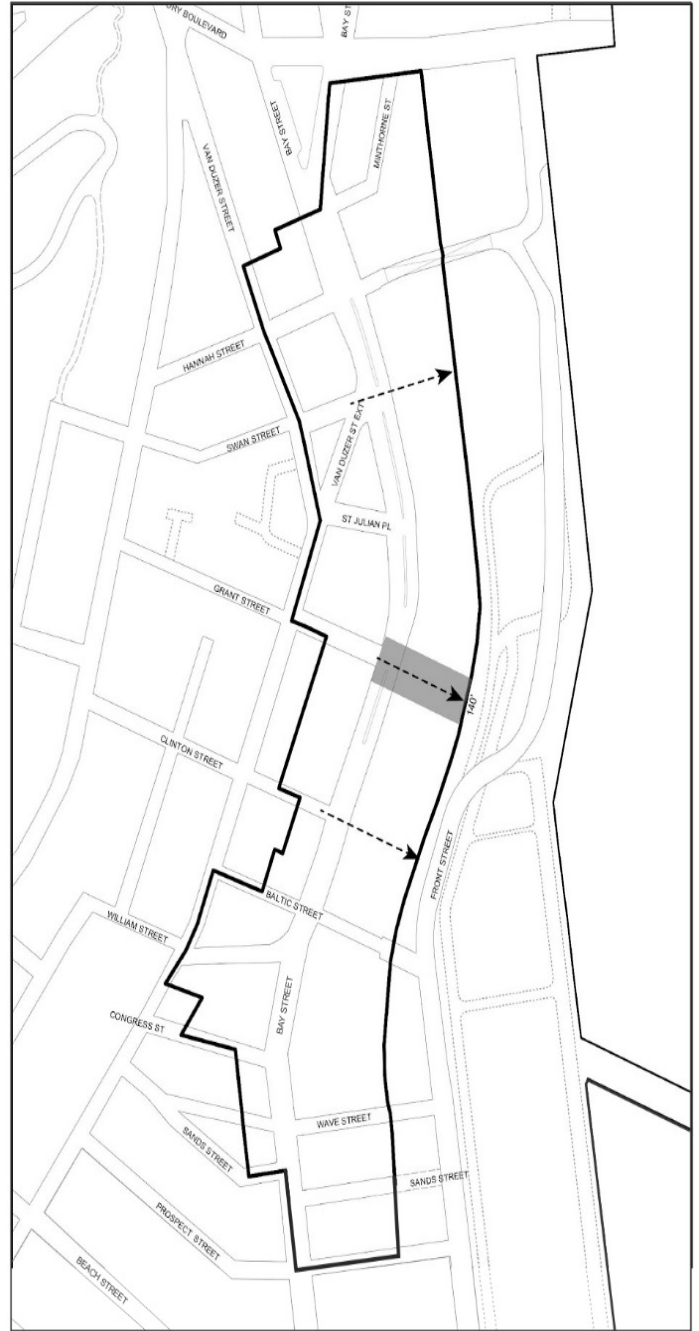 ORY BOULEVARD
BAY ST
BAY STREET
MINTHORNE ST
VAN DUZER STREET
HANNAH STREET
SWAN STREET
VAN DUZER ST EXT
ST JULIAN PL
GRANT STREET
140'
CLINTON STREET
FRONT STREET
BALTIC STREET
WILLIAM STREET
BAY STREET
CONGRESS ST
WAVE STREET
SANDS STREET
SANDS STREET
PROSPECT STREET
BEACH STREET